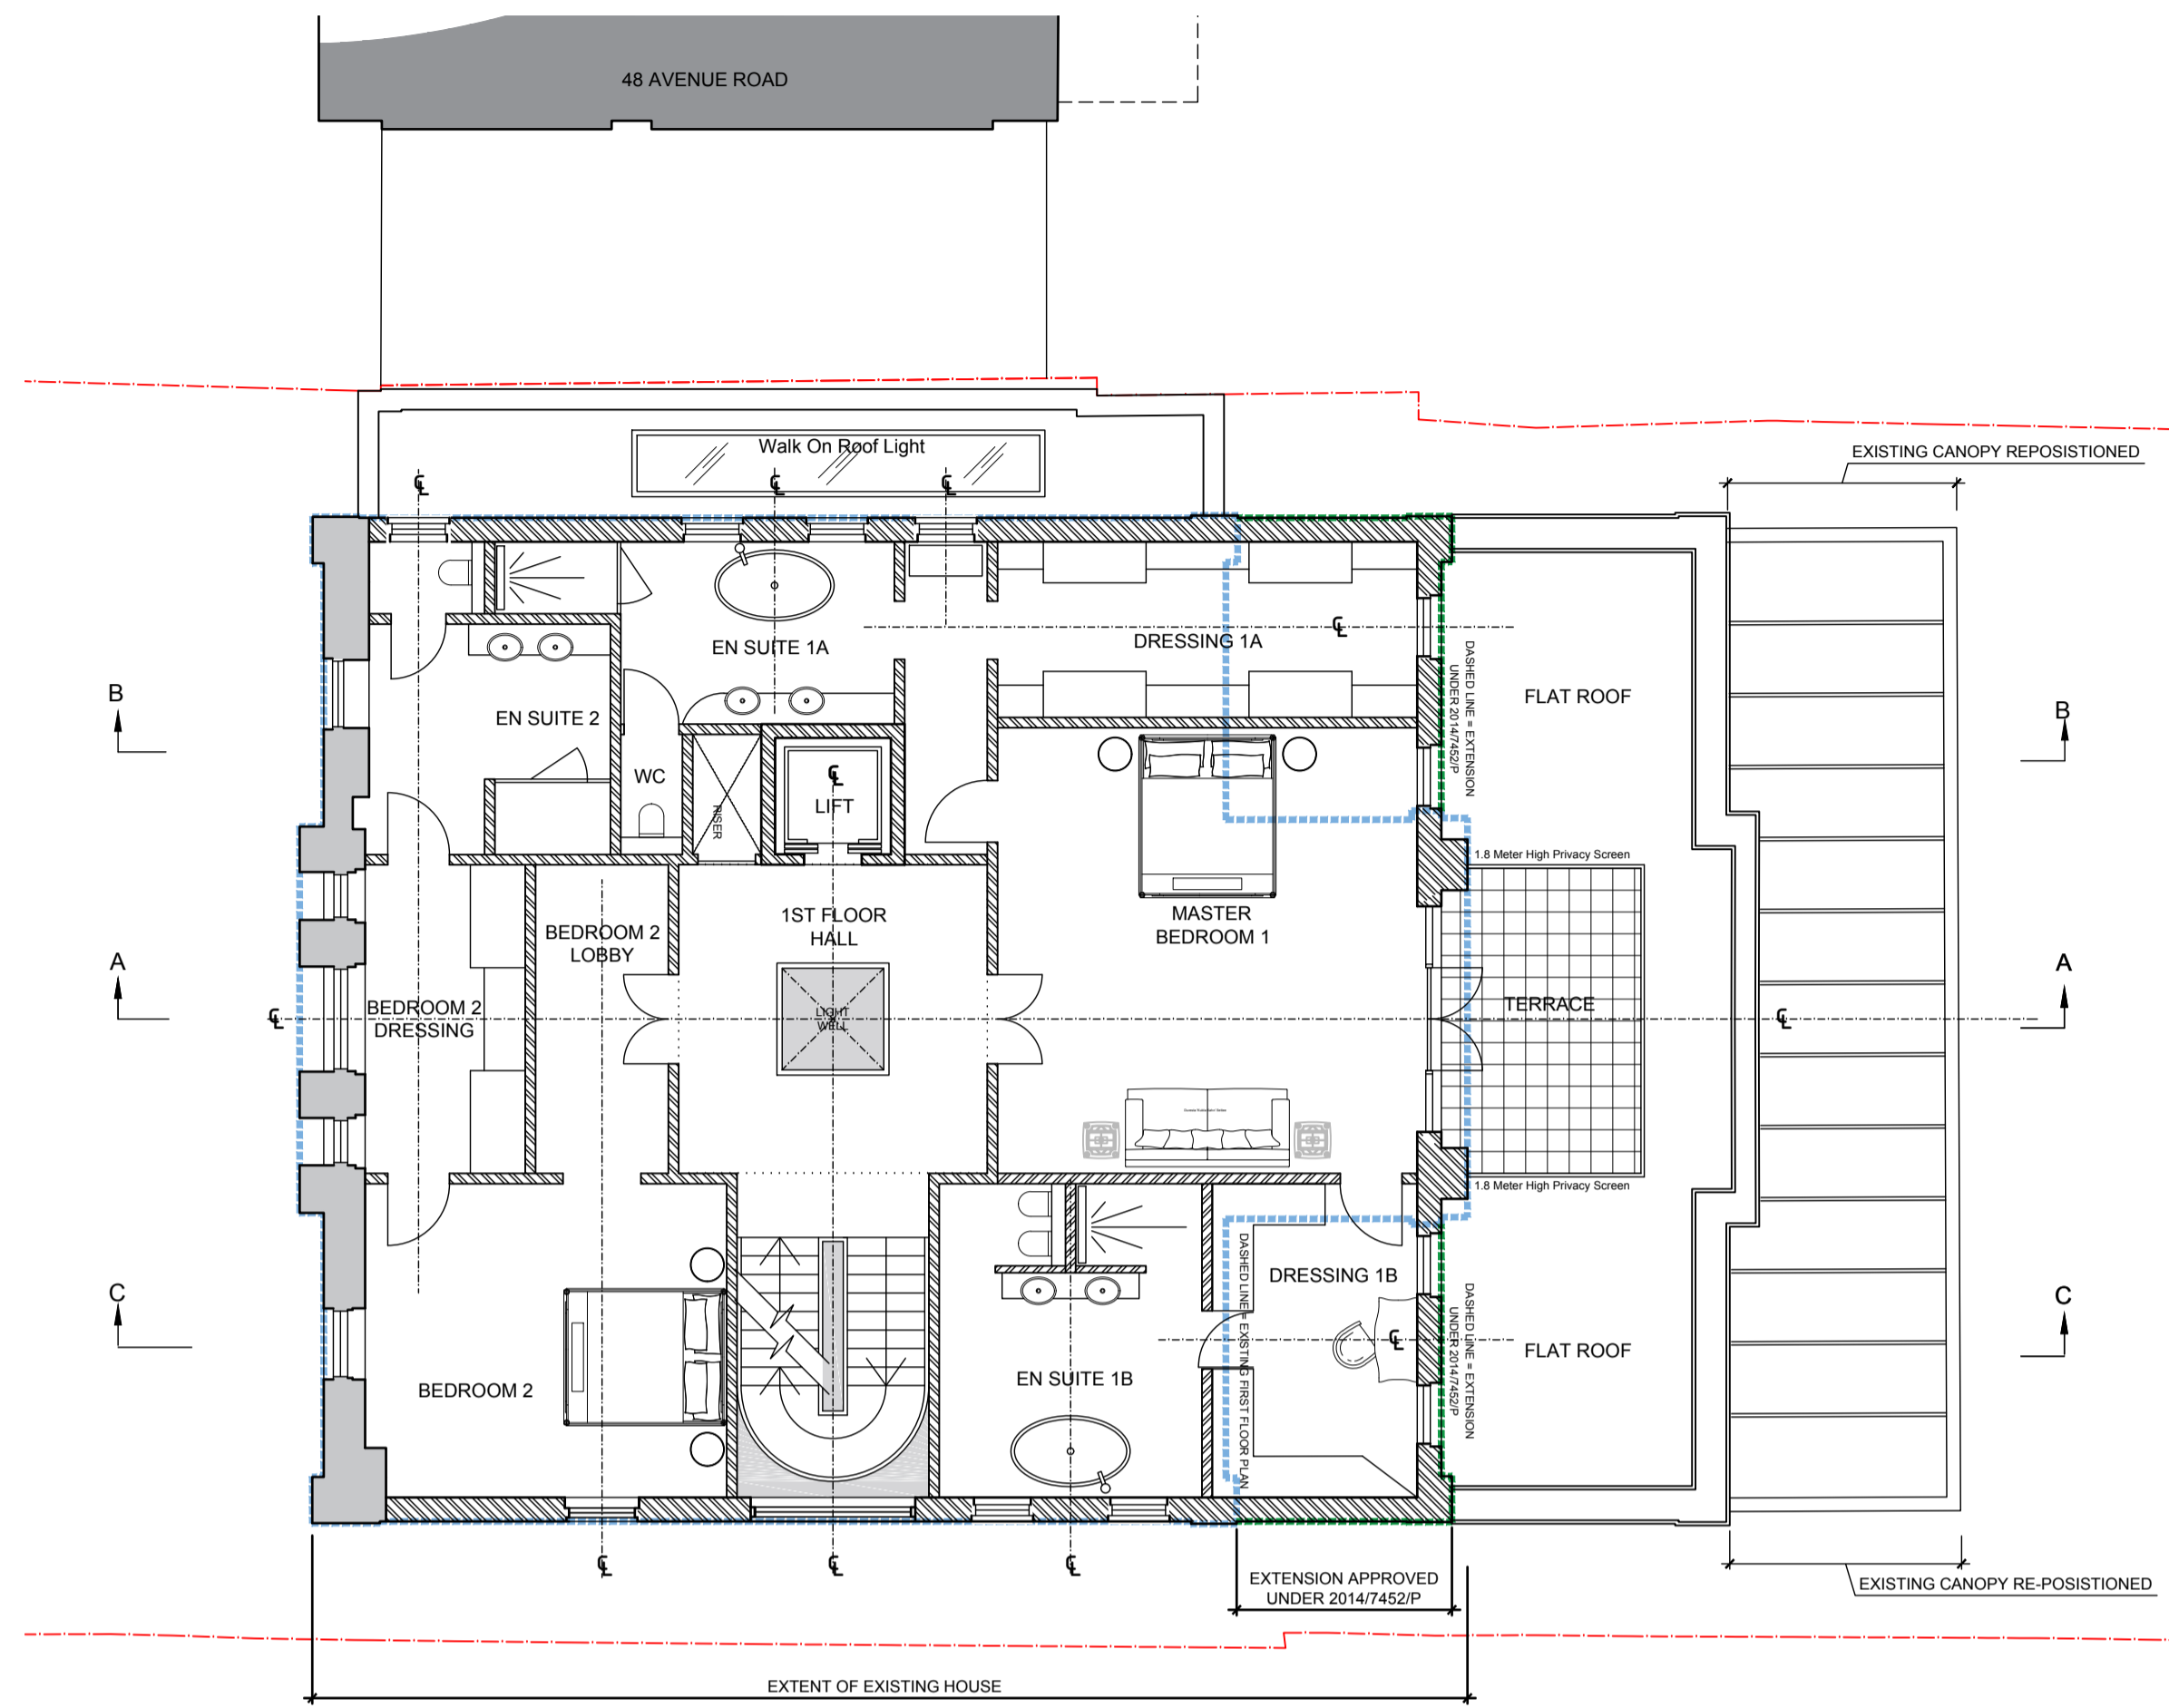 48 AVENUE ROAD
EXISTING CANOPY REPOSISTIONED
Walk On Roof Light
EN SUITE 1A
DRESSING 1A
DASHED LINE = EXTENSION
UNDER 2014/7452/P
FLAT ROOF
B
B
EN SUITE 2
WC
RISER
LIFT
1.8 Meter High Privacy Screen
1ST FLOOR
HALL
MASTER
BEDROOM 1
BEDROOM 2
LOBBY
A
A
BEDROOM 2
DRESSING
LIGHT
WELL
TERRACE
1.8 Meter High Privacy Screen
C
C
DRESSING 1B
DASHED LINE = EXISTING FIRST FLOOR PLAN
DASHED LINE = EXTENSION
UNDER 2014/7452/P
FLAT ROOF
EN SUITE 1B
BEDROOM 2
EXTENSION APPROVED
UNDER 2014/7452/P
EXISTING CANOPY RE-POSISTIONED
EXTENT OF EXISTING HOUSE